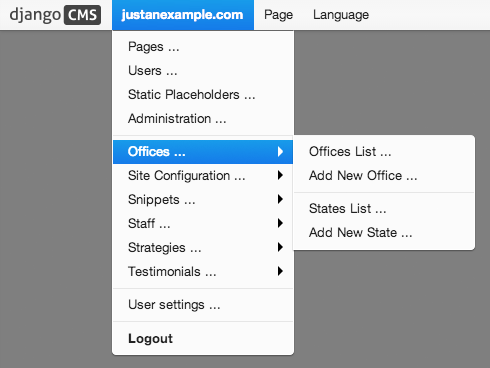 django CMS justanexample.com Page Language
Pages ...
Users ...
Static Placeholders ...
Administration ...
Offices ...
Site Configuration ...
Snippets ...
Staff ...
Strategies ...
Testimonials ...
User settings ...
Logout
Offices List ...
Add New Office ...
States List ...
Add New State ...